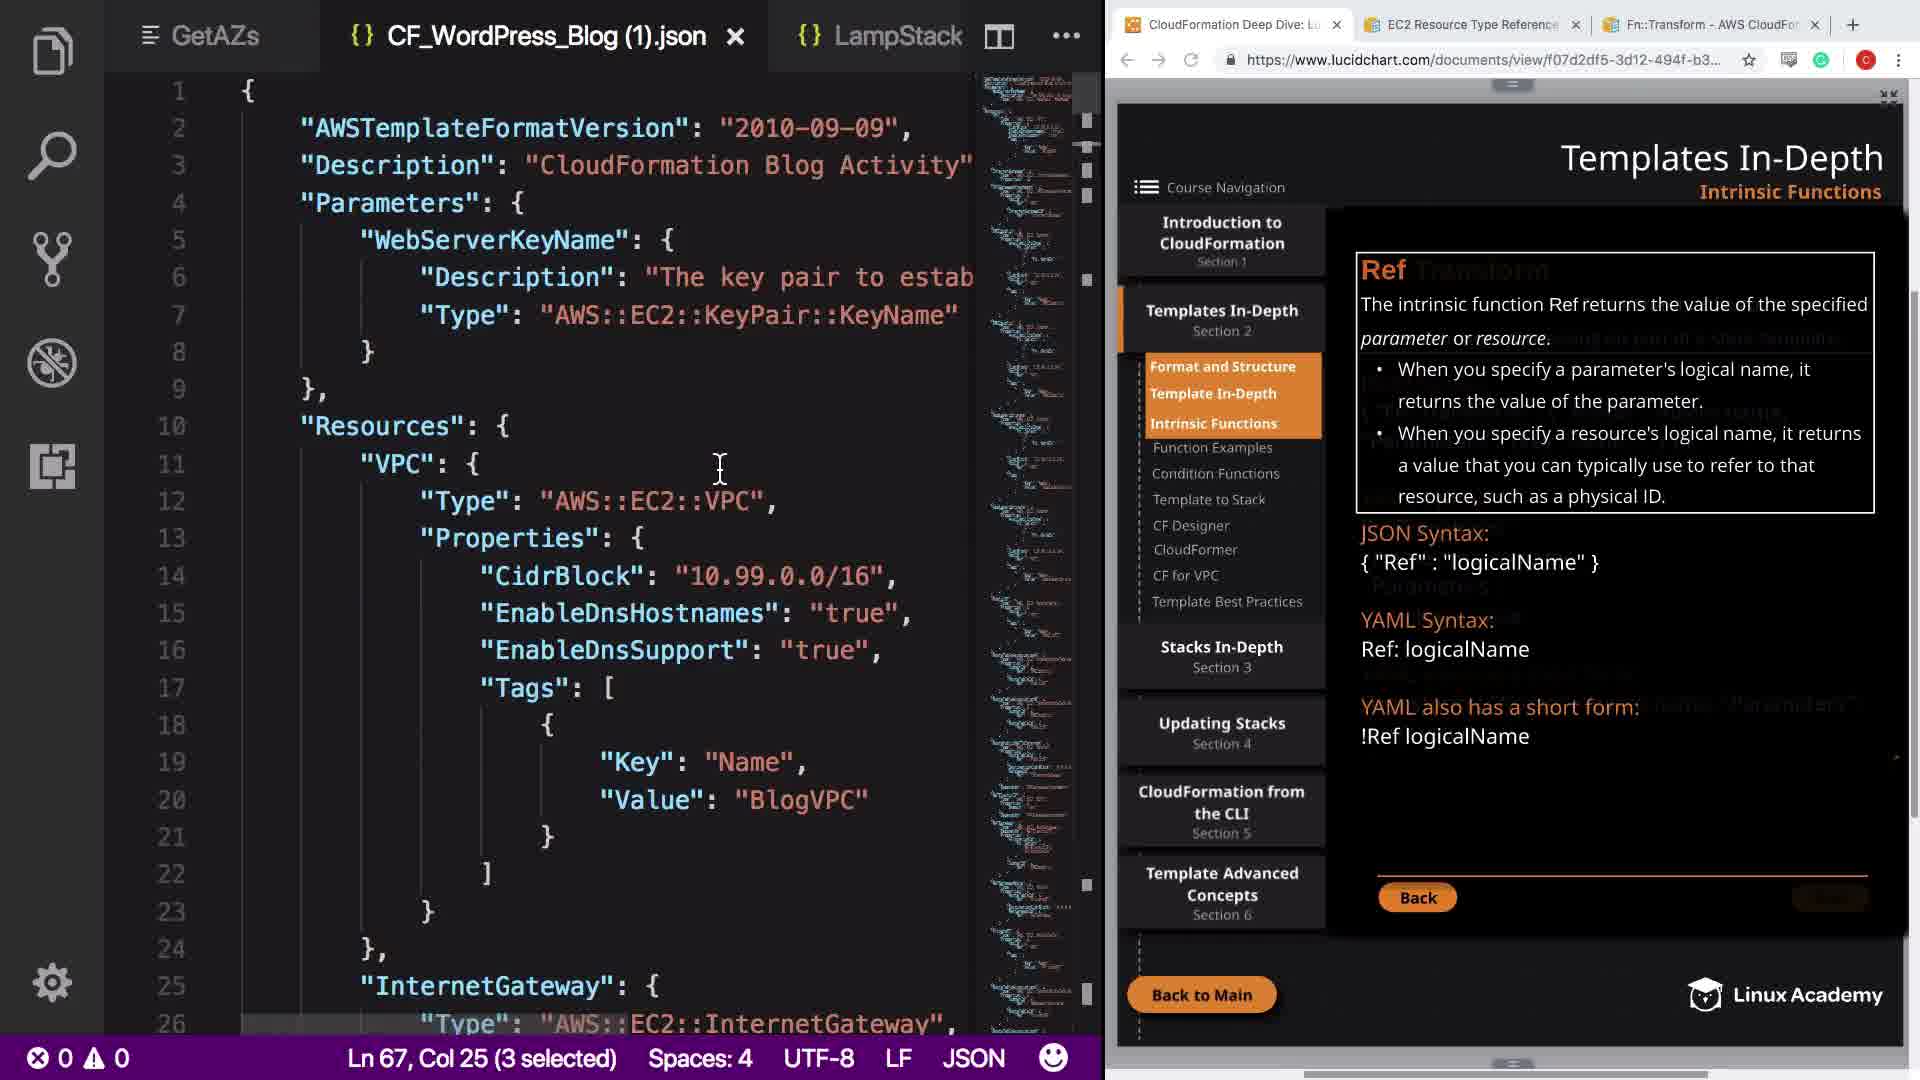 GetAZs
{} CF_WordPress_Blog (1).json ×
{} LampStack
1 {
2 "AWSTemplateFormatVersion": "2010-09-09",
3 "Description": "CloudFormation Blog Activity"
4 "Parameters": {
5 "WebServerKeyName": {
6 "Description": "The key pair to estab
7 "Type": "AWS::EC2::KeyPair::KeyName"
8 }
9 },
10 "Resources": {
11 "VPC": {
12 "Type": "AWS::EC2::VPC",
13 "Properties": {
14 "CidrBlock": "10.99.0.0/16",
15 "EnableDnsHostnames": "true",
16 "EnableDnsSupport": "true",
17 "Tags": [
18 {
19 "Key": "Name",
20 "Value": "BlogVPC"
21 }
22 ]
23 }
24 },
25 "InternetGateway": {
26 "Type": "AWS::EC2::InternetGateway",
0 0
Ln 67, Col 25 (3 selected)
Spaces: 4
UTF-8
LF
JSON
CloudFormation Deep Dive: Lu
EC2 Resource Type Reference
Fn::Transform - AWS CloudFor
https://www.lucidchart.com/documents/view/f07d2df5-3d12-494f-b3...
C
Templates In-Depth
Intrinsic Functions
Course Navigation
Introduction to
CloudFormation
Section 1
Templates In-Depth
Section 2
Format and Structure
Template In-Depth
Intrinsic Functions
Function Examples
Condition Functions
Template to Stack
CF Designer
CloudFormer
CF for VPC
Template Best Practices
Stacks In-Depth
Section 3
Updating Stacks
Section 4
CloudFormation from
the CLI
Section 5
Template Advanced
Concepts
Section 6
Back to Main
Ref Transform
The intrinsic function Ref returns the value of the specified
parameter or resource.
• When you specify a parameter's logical name, it
returns the value of the parameter.
• When you specify a resource's logical name, it returns
a value that you can typically use to refer to that
resource, such as a physical ID.
JSON Syntax:
{ "Ref" : "logicalName" }
Parameters
YAML Syntax:
Ref: logicalName
YAML also has a short form:
!Ref logicalName
Back
Linux Academy